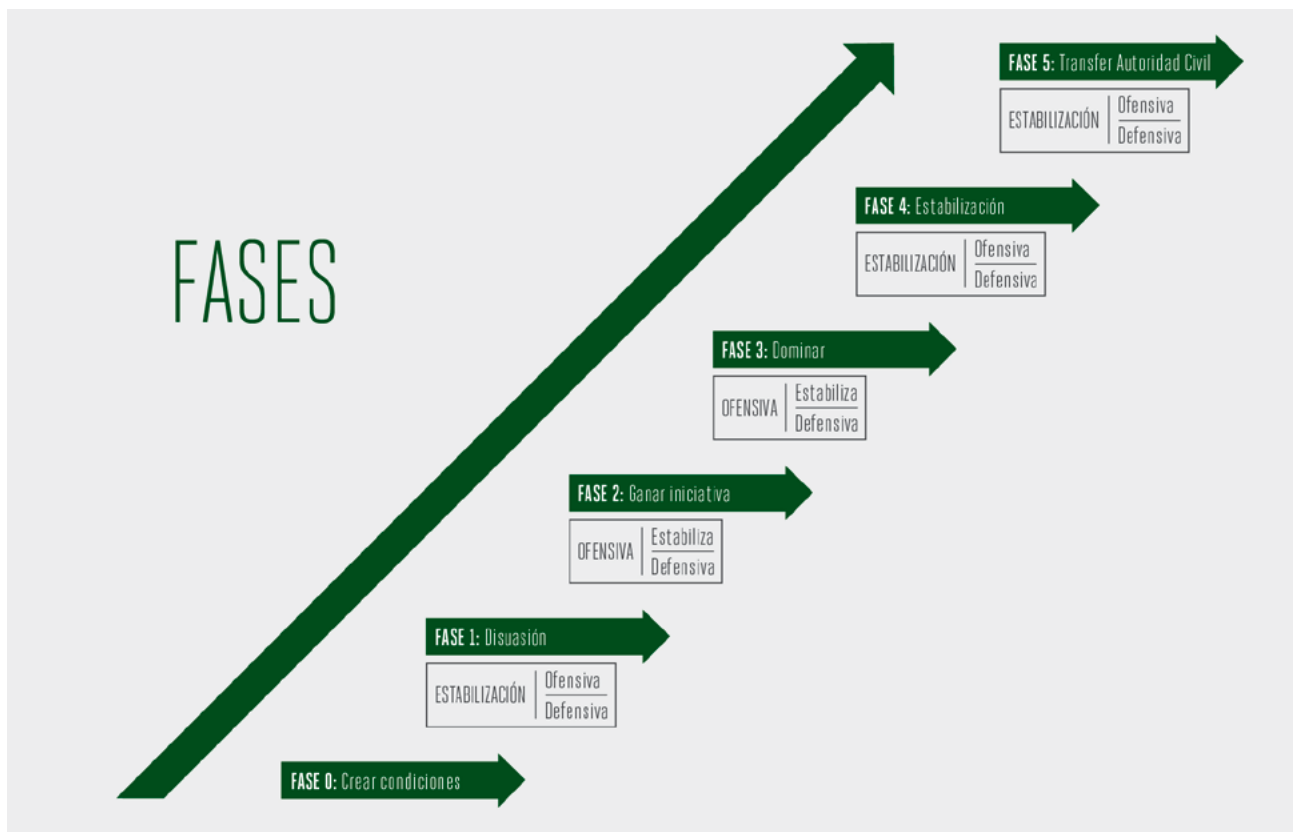 FASE 5: Transfer Autoridad Civil
ESTABILIZACIÓN
Ofensiva
Defensiva
FASE 4: Estabilización
ESTABILIZACIÓN
Ofensiva
Defensiva
FASES
FASE 3: Dominar
OFENSIVA
Estabiliza
Defensiva
FASE 2: Ganar iniciativa
OFENSIVA
Estabiliza
Defensiva
FASE 1: Disuasión
ESTABILIZACIÓN
Ofensiva
Defensiva
FASE 0: Crear condiciones